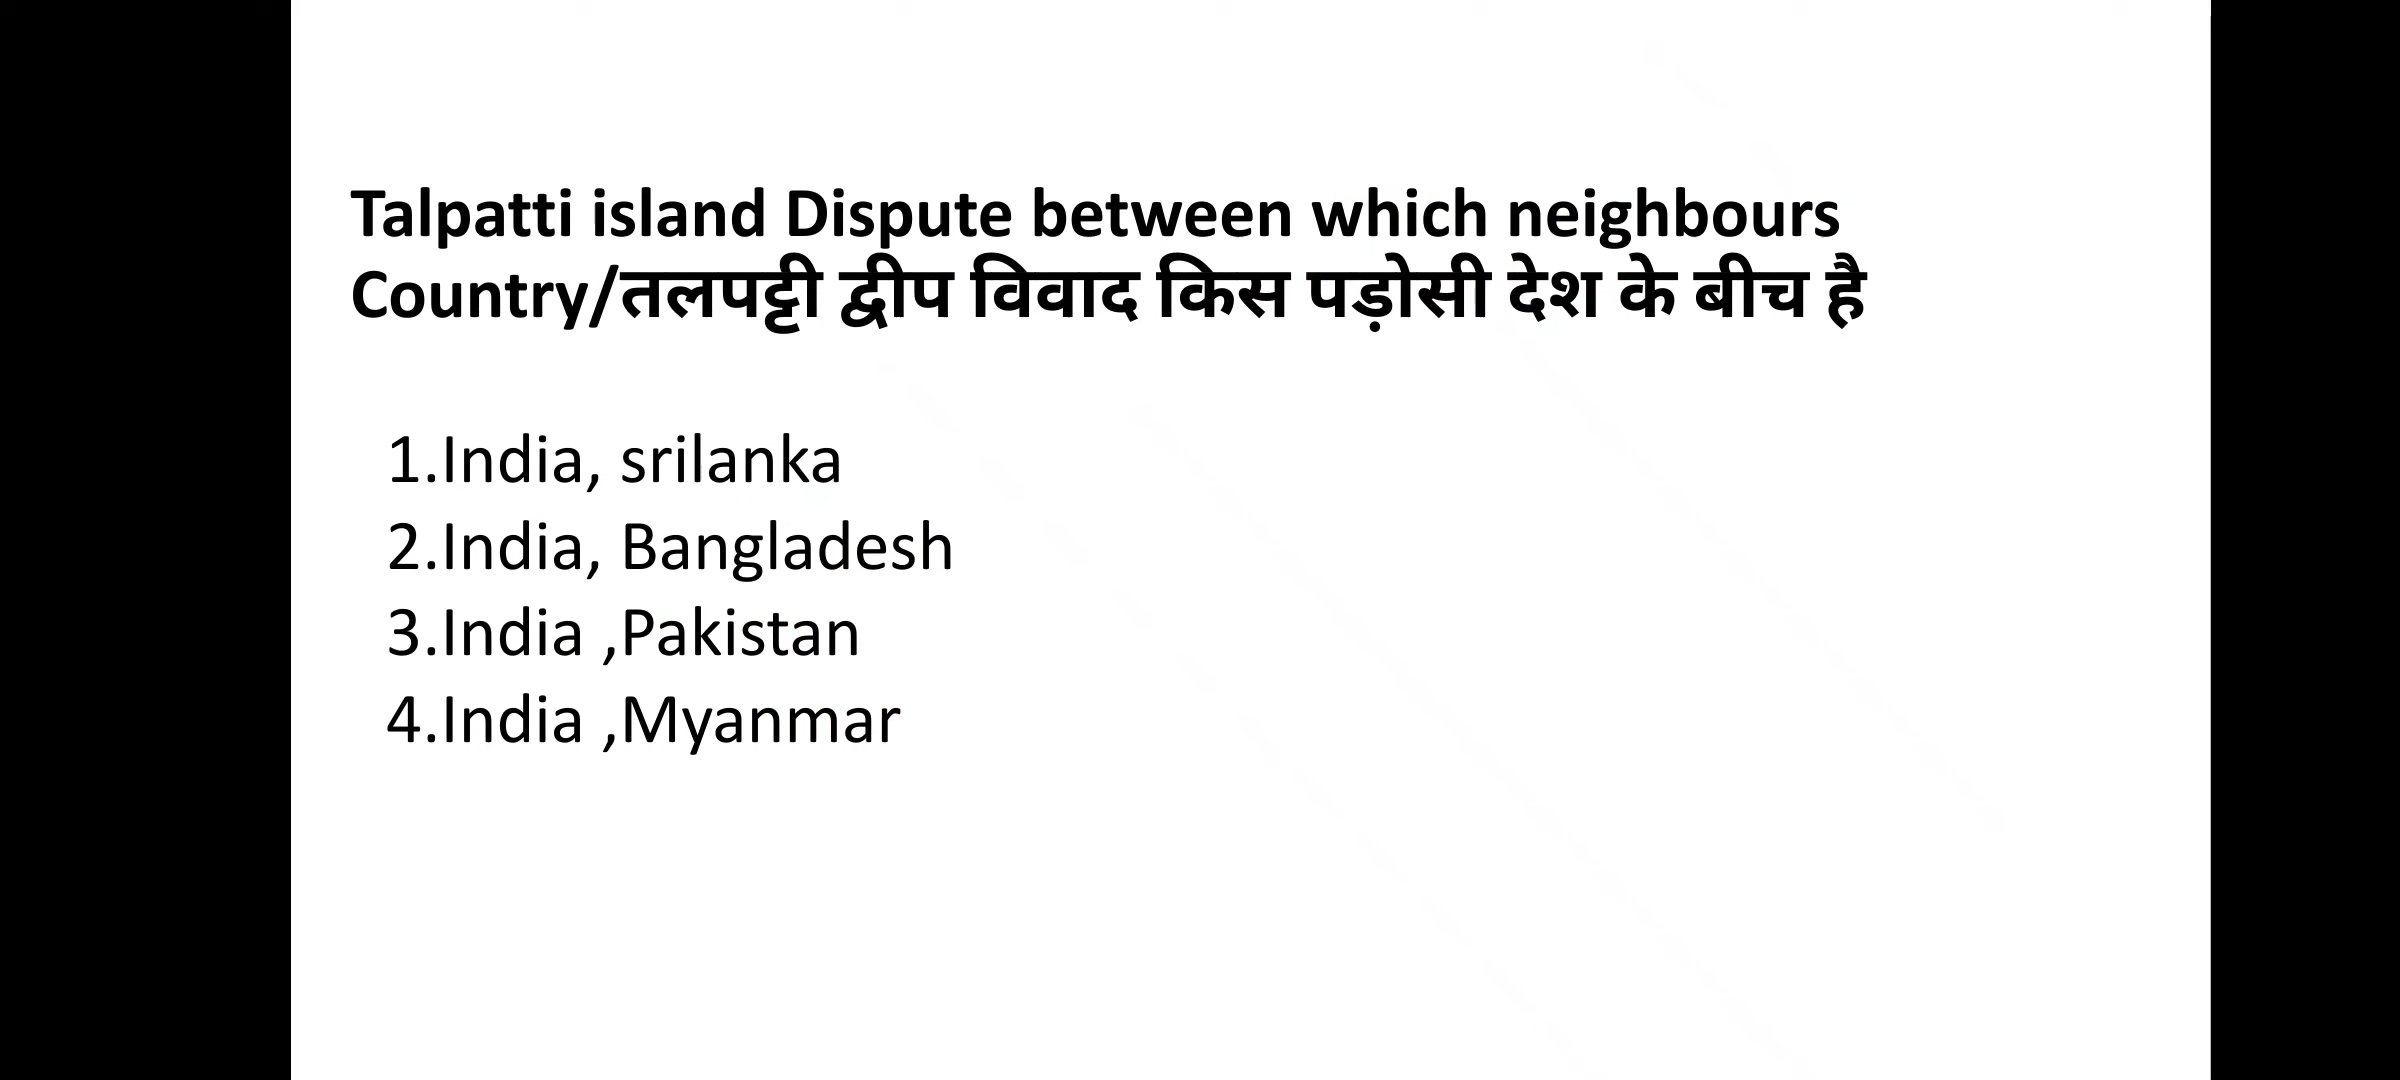 Talpatti island Dispute between which neighbours
Country/तलपट्टी द्वीप विवाद किस पड़ोसी देश के बीच है
1.India, srilanka
2.India, Bangladesh
3.India ,Pakistan
4.India ,Myanmar